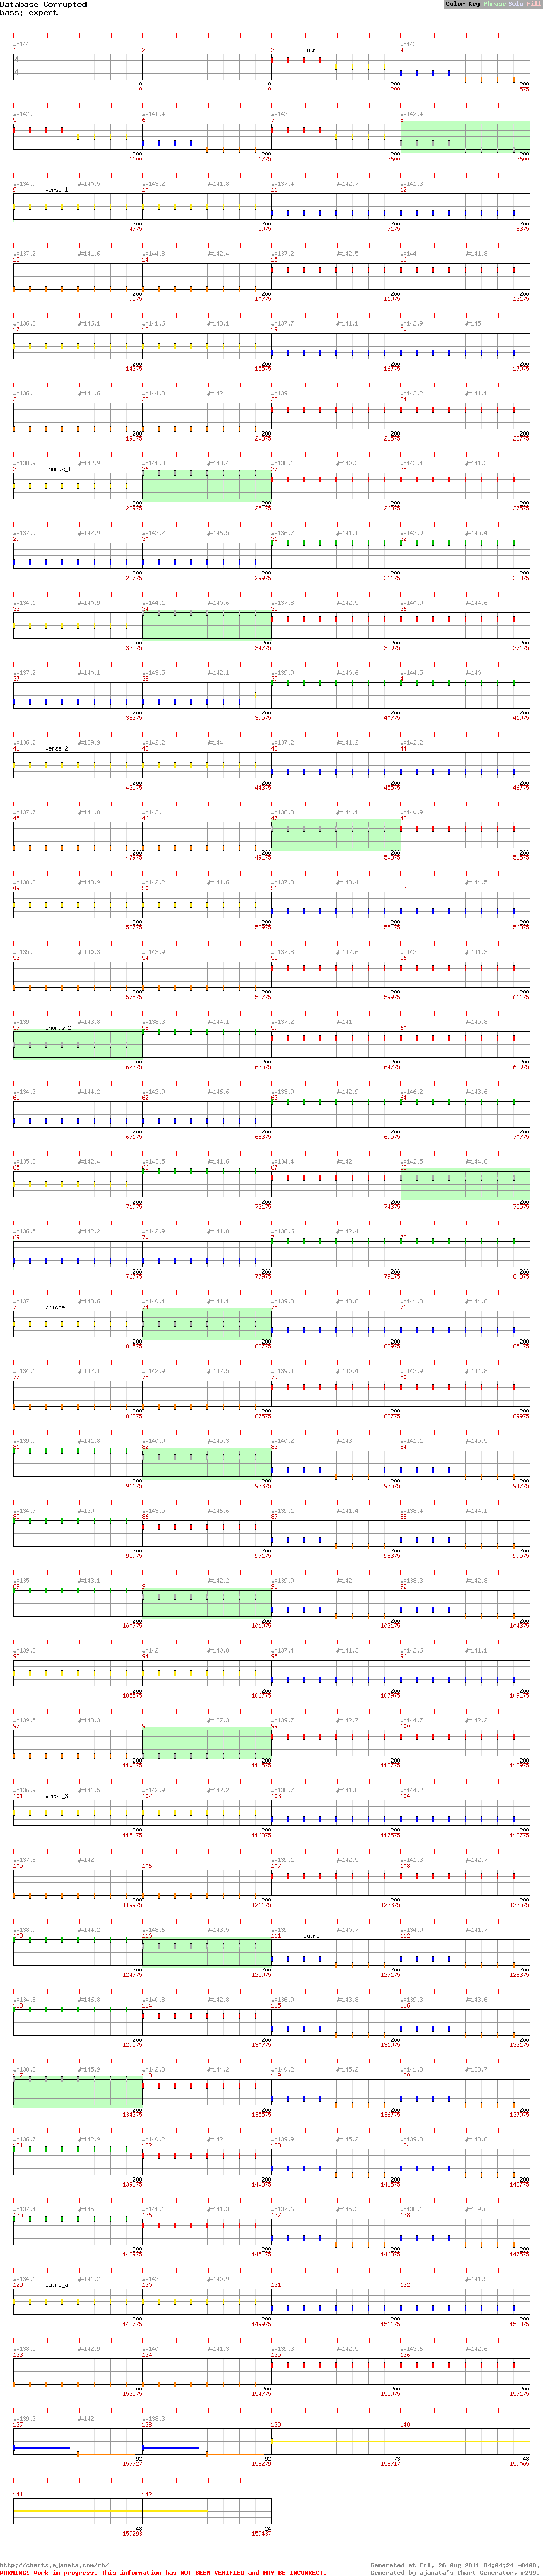 Database Corrupted
bass: expert
Color Key Phrase Solo Fill
♩=144
1 2 3 intro 4 ♩=143
4
4
0 0 200 200
0 0 200 575
♩=142.5 ♩=141.4 ♩=142 ♩=142.4
5 6 7 8
200 200 200 200
1100 1775 2600 3600
♩=134.9 ♩=140.5 ♩=143.2 ♩=141.8 ♩=137.4 ♩=142.7 ♩=141.3
9 verse_1 10 11 12
200 200 200 200
4775 5975 7175 8375
♩=137.2 ♩=141.6 ♩=144.8 ♩=142.4 ♩=137.2 ♩=142.5 ♩=144 ♩=141.8
13 14 15 16
200 200 200 200
9575 10775 11975 13175
♩=136.8 ♩=146.1 ♩=141.6 ♩=143.1 ♩=137.7 ♩=141.1 ♩=142.9 ♩=145
17 18 19 20
200 200 200 200
14375 15575 16775 17975
♩=136.1 ♩=141.6 ♩=144.3 ♩=142 ♩=139 ♩=142.2 ♩=141.1
21 22 23 24
200 200 200 200
19175 20375 21575 22775
♩=138.9 ♩=142.9 ♩=141.8 ♩=143.4 ♩=138.1 ♩=140.3 ♩=143.4 ♩=141.3
25 chorus_1 26 27 28
200 200 200 200
23975 25175 26375 27575
♩=137.9 ♩=142.9 ♩=142.2 ♩=146.5 ♩=136.7 ♩=141.1 ♩=143.9 ♩=145.4
29 30 31 32
200 200 200 200
28775 29975 31175 32375
♩=134.1 ♩=140.9 ♩=144.1 ♩=140.6 ♩=137.8 ♩=142.5 ♩=140.9 ♩=144.6
33 34 35 36
200 200 200 200
33575 34775 35975 37175
♩=137.2 ♩=140.1 ♩=143.5 ♩=142.1 ♩=139.9 ♩=140.6 ♩=144.5 ♩=140
37 38 39 40
200 200 200 200
38375 39575 40775 41975
♩=136.2 ♩=139.9 ♩=142.2 ♩=144 ♩=137.2 ♩=141.2 ♩=142.2
41 verse_2 42 43 44
200 200 200 200
43175 44375 45575 46775
♩=137.7 ♩=141.8 ♩=143.1 ♩=136.8 ♩=144.1 ♩=140.9
45 46 47 48
200 200 200 200
47975 49175 50375 51575
♩=138.3 ♩=143.9 ♩=142.2 ♩=141.6 ♩=137.8 ♩=143.4 ♩=144.5
49 50 51 52
200 200 200 200
52775 53975 55175 56375
♩=135.5 ♩=140.3 ♩=143.9 ♩=137.8 ♩=142.6 ♩=142 ♩=141.3
53 54 55 56
200 200 200 200
57575 58775 59975 61175
♩=139 ♩=143.8 ♩=138.3 ♩=144.1 ♩=137.2 ♩=141 ♩=145.8
57 chorus_2 58 59 60
200 200 200 200
62375 63575 64775 65975
♩=134.3 ♩=144.2 ♩=142.9 ♩=146.6 ♩=133.9 ♩=142.9 ♩=146.2 ♩=143.6
61 62 63 64
200 200 200 200
67175 68375 69575 70775
♩=135.3 ♩=142.4 ♩=143.5 ♩=141.6 ♩=134.4 ♩=142 ♩=142.5 ♩=144.6
65 66 67 68
200 200 200 200
71975 73175 74375 75575
♩=136.5 ♩=142.2 ♩=142.9 ♩=141.8 ♩=136.6 ♩=142.4
69 70 71 72
200 200 200 200
76775 77975 79175 80375
♩=137 ♩=143.6 ♩=140.4 ♩=141.1 ♩=139.3 ♩=143.6 ♩=141.8 ♩=144.8
73 bridge 74 75 76
200 200 200 200
81575 82775 83975 85175
♩=134.1 ♩=142.1 ♩=142.9 ♩=142.5 ♩=139.4 ♩=140.4 ♩=142.9 ♩=144.8
77 78 79 80
200 200 200 200
86375 87575 88775 89975
♩=139.9 ♩=141.8 ♩=140.9 ♩=145.3 ♩=140.2 ♩=143 ♩=141.1 ♩=145.5
81 82 83 84
200 200 200 200
91175 92375 93575 94775
♩=134.7 ♩=139 ♩=143.5 ♩=146.6 ♩=139.1 ♩=141.4 ♩=138.4 ♩=144.1
85 86 87 88
200 200 200 200
95975 97175 98375 99575
♩=135 ♩=143.1 ♩=142.2 ♩=139.9 ♩=142 ♩=138.3 ♩=142.8
89 90 91 92
200 200 200 200
100775 101975 103175 104375
♩=139.8 ♩=142 ♩=140.8 ♩=137.4 ♩=141.3 ♩=142.6 ♩=141.1
93 94 95 96
200 200 200 200
105575 106775 107975 109175
♩=139.5 ♩=143.3 ♩=137.3 ♩=139.7 ♩=142.7 ♩=144.7 ♩=142.2
97 98 99 100
200 200 200 200
110375 111575 112775 113975
♩=136.9 ♩=141.5 ♩=142.9 ♩=142.2 ♩=138.7 ♩=141.8 ♩=144.2
101 verse_3 102 103 104
200 200 200 200
115175 116375 117575 118775
♩=137.8 ♩=142 ♩=139.1 ♩=142.5 ♩=141.3 ♩=142.7
105 106 107 108
200 200 200 200
119975 121175 122375 123575
♩=138.9 ♩=144.2 ♩=148.6 ♩=143.5 ♩=139 ♩=140.7 ♩=134.9 ♩=141.7
109 110 111 outro 112
200 200 200 200
124775 125975 127175 128375
♩=134.8 ♩=146.8 ♩=140.8 ♩=142.8 ♩=136.9 ♩=143.8 ♩=139.3 ♩=143.6
113 114 115 116
200 200 200 200
129575 130775 131975 133175
♩=138.8 ♩=145.9 ♩=142.3 ♩=144.2 ♩=140.2 ♩=145.2 ♩=141.8 ♩=138.7
117 118 119 120
200 200 200 200
134375 135575 136775 137975
♩=136.7 ♩=142.9 ♩=140.2 ♩=142 ♩=139.9 ♩=145.2 ♩=139.8 ♩=143.6
121 122 123 124
200 200 200 200
139175 140375 141575 142775
♩=137.4 ♩=145 ♩=141.1 ♩=141.3 ♩=137.6 ♩=145.3 ♩=138.1 ♩=139.6
125 126 127 128
200 200 200 200
143975 145175 146375 147575
♩=134.1 ♩=141.2 ♩=142 ♩=140.9 ♩=141.5
129 outro_a 130 131 132
200 200 200 200
148775 149975 151175 152375
♩=138.5 ♩=142.9 ♩=140 ♩=141.3 ♩=139.3 ♩=142.5 ♩=143.6 ♩=142.6
133 134 135 136
200 200 200 200
153575 154775 155975 157175
♩=139.3 ♩=142 ♩=138.3
137 138 139 140
92 92 73 48
157727 158279 158717 159005
141 142
48 24
159293 159437
http://charts.ajanata.com/rb/ Generated at Fri, 26 Aug 2011 04:04:24 -0400.
WARNING: Work in progress. This information has NOT BEEN VERIFIED and MAY BE INCORRECT. Generated by ajanata's Chart Generator, r299.